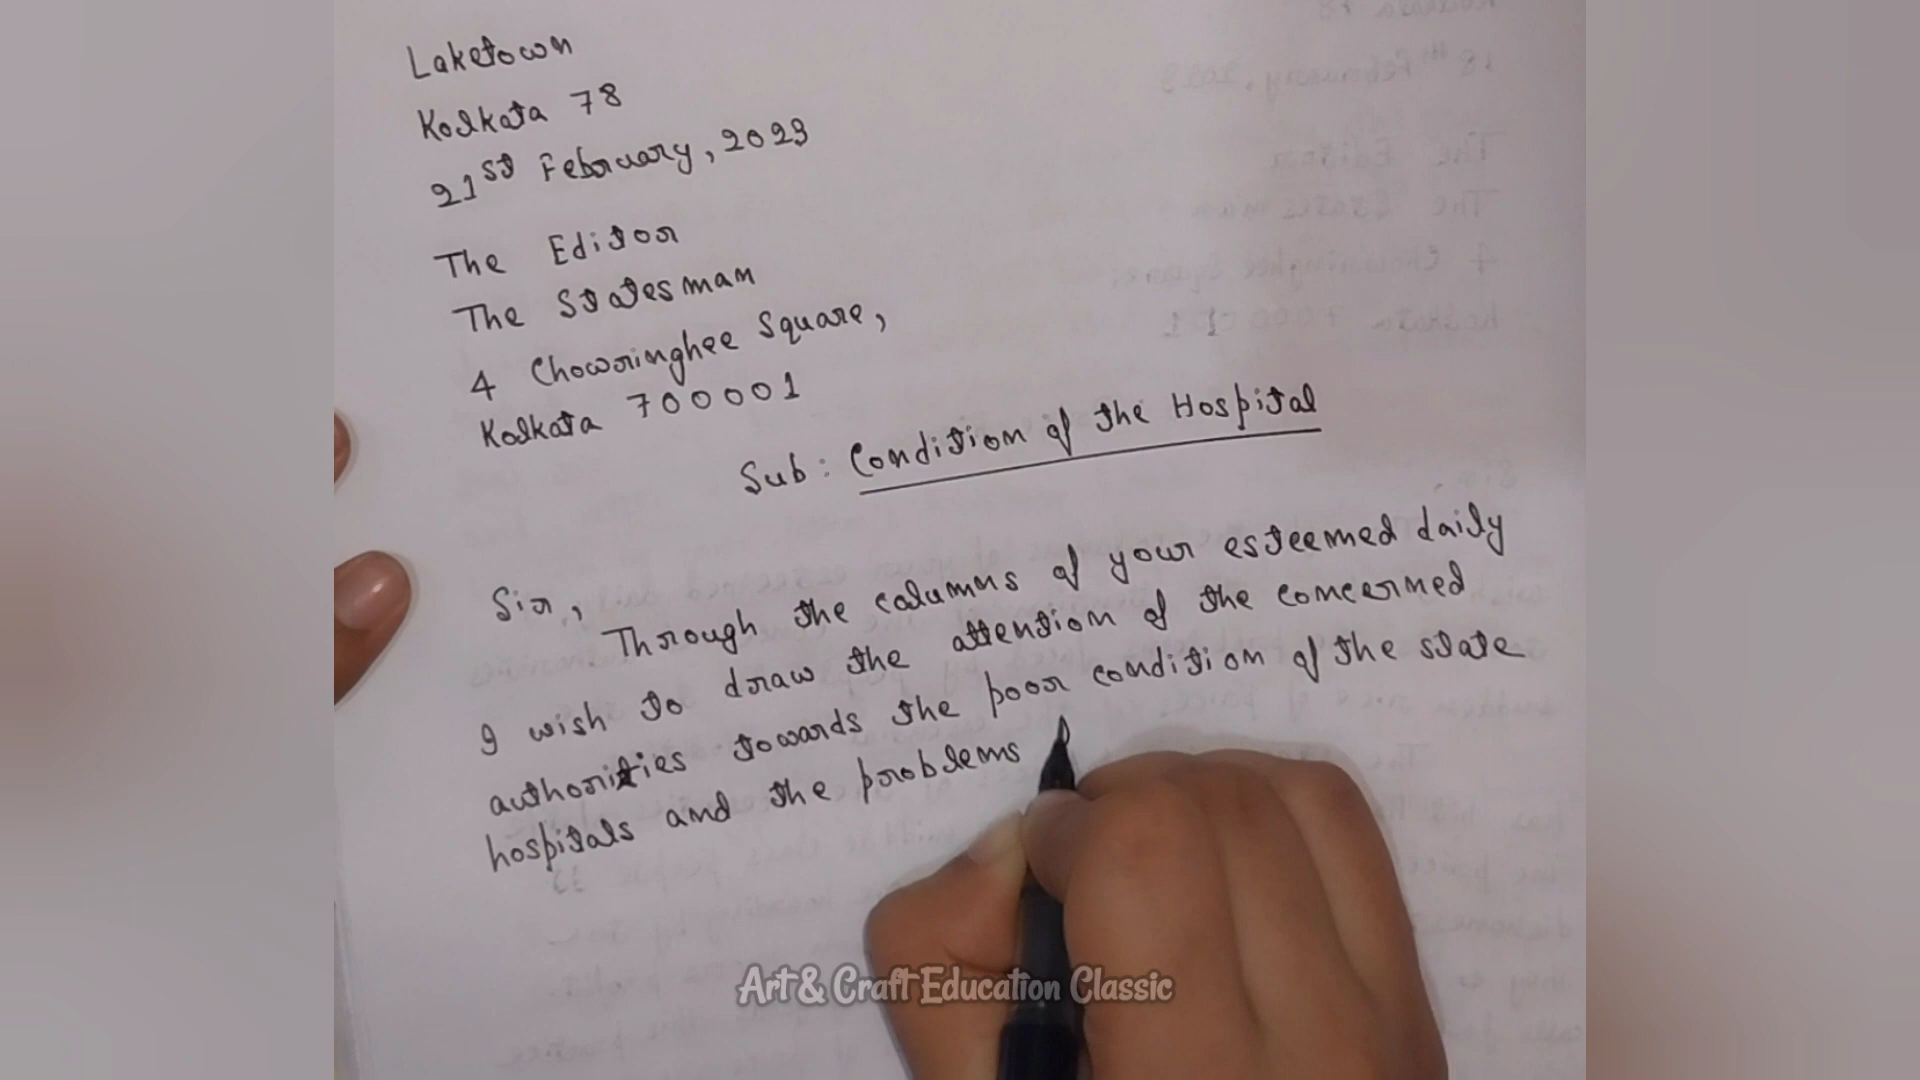 Laketown
Kolkata 78
21st February, 2023
The Editor
The Statesman
4 Chowringhee Square,
Kolkata 700001
Sub: Condition of the Hospital
Sir,
Through the columns of your esteemed daily
I wish to draw the attention of the concerned
authorities towards the poor condition of the state
hospitals and the problems
Art & Craft Education Classic